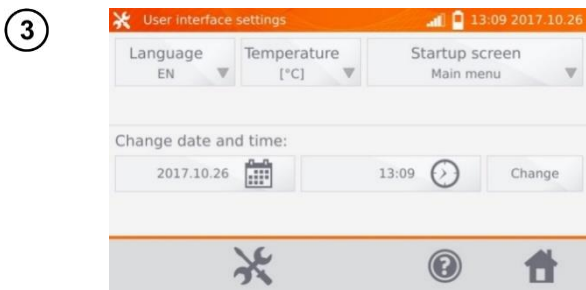 3
User interface settings 13:09 2017.10.26
Language Temperature Startup screen
EN [°C] Main menu
Change date and time:
2017.10.26 13:09 Change
?